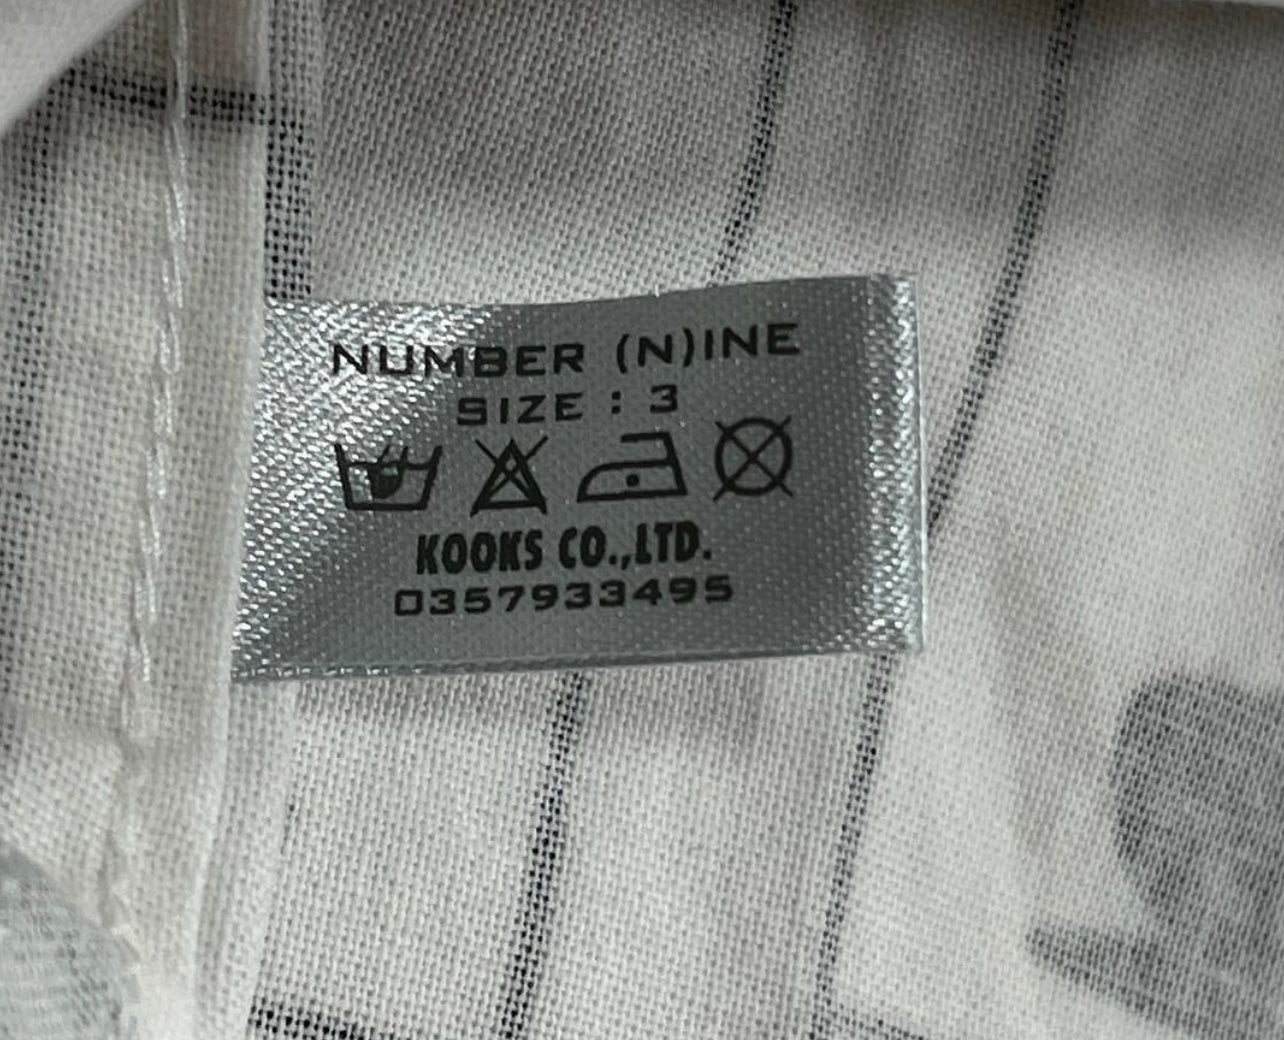 NUMBER (N)INE
SIZE : 3
KOOKS CO.,LTD.
0357933495